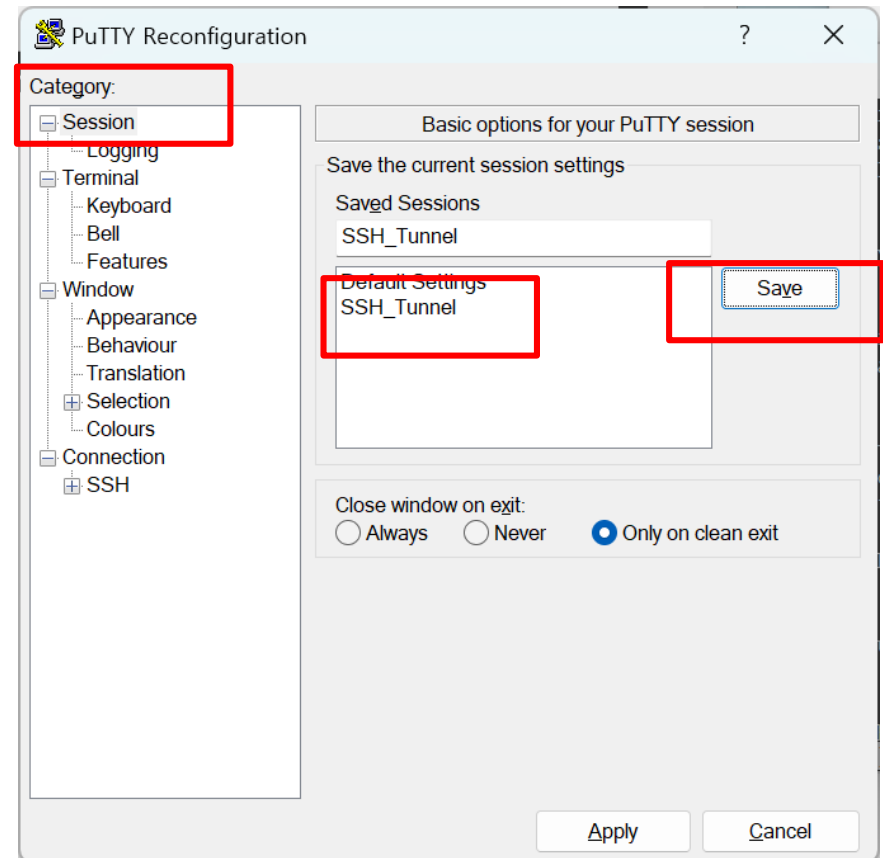 PuTTY Reconfiguration
?
Category:
Session
Logging
Terminal
Keyboard
Bell
Features
Window
Appearance
Behaviour
Translation
Selection
Colours
Connection
SSH
Basic options for your PuTTY session
Save the current session settings
Saved Sessions
SSH_Tunnel
Default Settings
SSH_Tunnel
Save
Close window on exit:
Always Never Only on clean exit
Apply Cancel